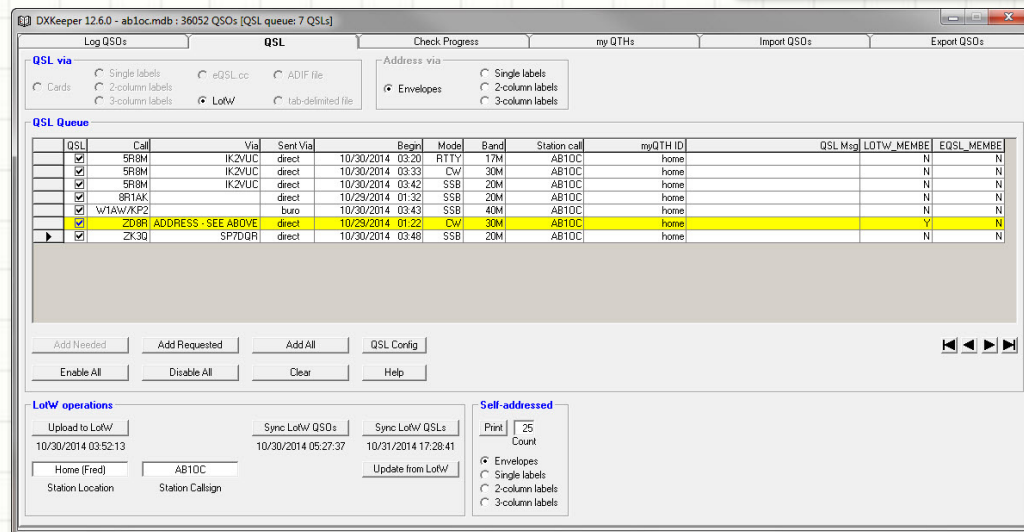 DXKeeper 12.6.0 - ab1oc.mdb : 36052 QSOs [QSL queue: 7 QSLs]
Log QSOs QSL Check Progress my QTHs Import QSOs Export QSOs
QSL via
Cards
Single labels
2-column labels
3-column labels
eQSL.cc
LotW
ADIF file
tab-delimited file
Address via
Envelopes
Single labels
2-column labels
3-column labels
QSL Queue
QSL Call Via Sent Via Begin Mode Band Station call myQTH ID QSL Msg LOTW_MEMBE EQSL_MEMBE
5R8M IK2VUC direct 10/30/2014 03:20 RTTY 17M AB1OC home N N
5R8M IK2VUC direct 10/30/2014 03:33 CW 30M AB1OC home N N
5R8M IK2VUC direct 10/30/2014 03:42 SSB 20M AB1OC home N N
8R1AK direct 10/29/2014 01:32 SSB 20M AB1OC home N N
W1AW/KP2 buro 10/30/2014 03:43 SSB 40M AB1OC home N N
ZD8R ADDRESS - SEE ABOVE direct 10/29/2014 01:22 CW 30M AB1OC home Y N
ZK3Q SP7DQR direct 10/30/2014 03:48 SSB 20M AB1OC home N N
Add Needed Add Requested Add All QSL Config
Enable All Disable All Clear Help
LotW operations
Upload to LotW Sync LotW QSOs Sync LotW QSLs
10/30/2014 03:52:13 10/30/2014 05:27:37 10/31/2014 17:28:41
Home (Fred) AB1OC Update from LotW
Station Location Station Callsign
Self-addressed
Print 25
Count
Envelopes
Single labels
2-column labels
3-column labels